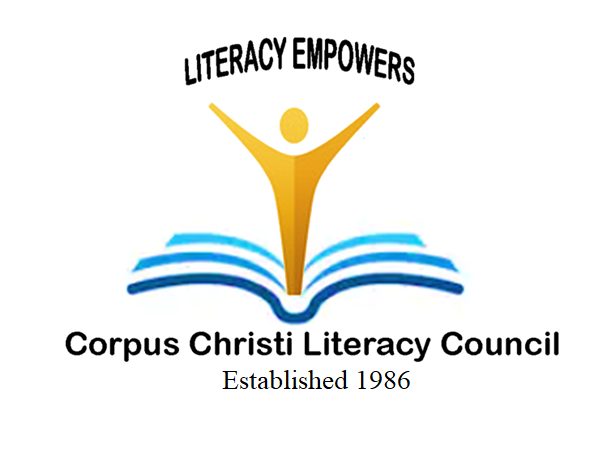 LITERACY EMPOWERS
Corpus Christi Literacy Council
Established 1986